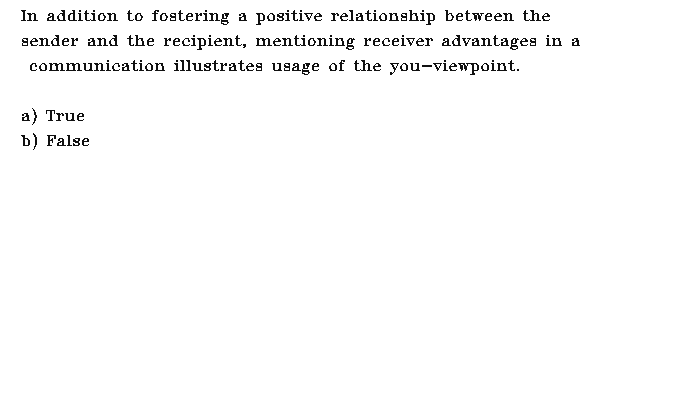 In addition to fostering a positive relationship between the
sender and the recipient, mentioning receiver advantages in a
communication illustrates usage of the you-viewpoint.
a) True
b) False